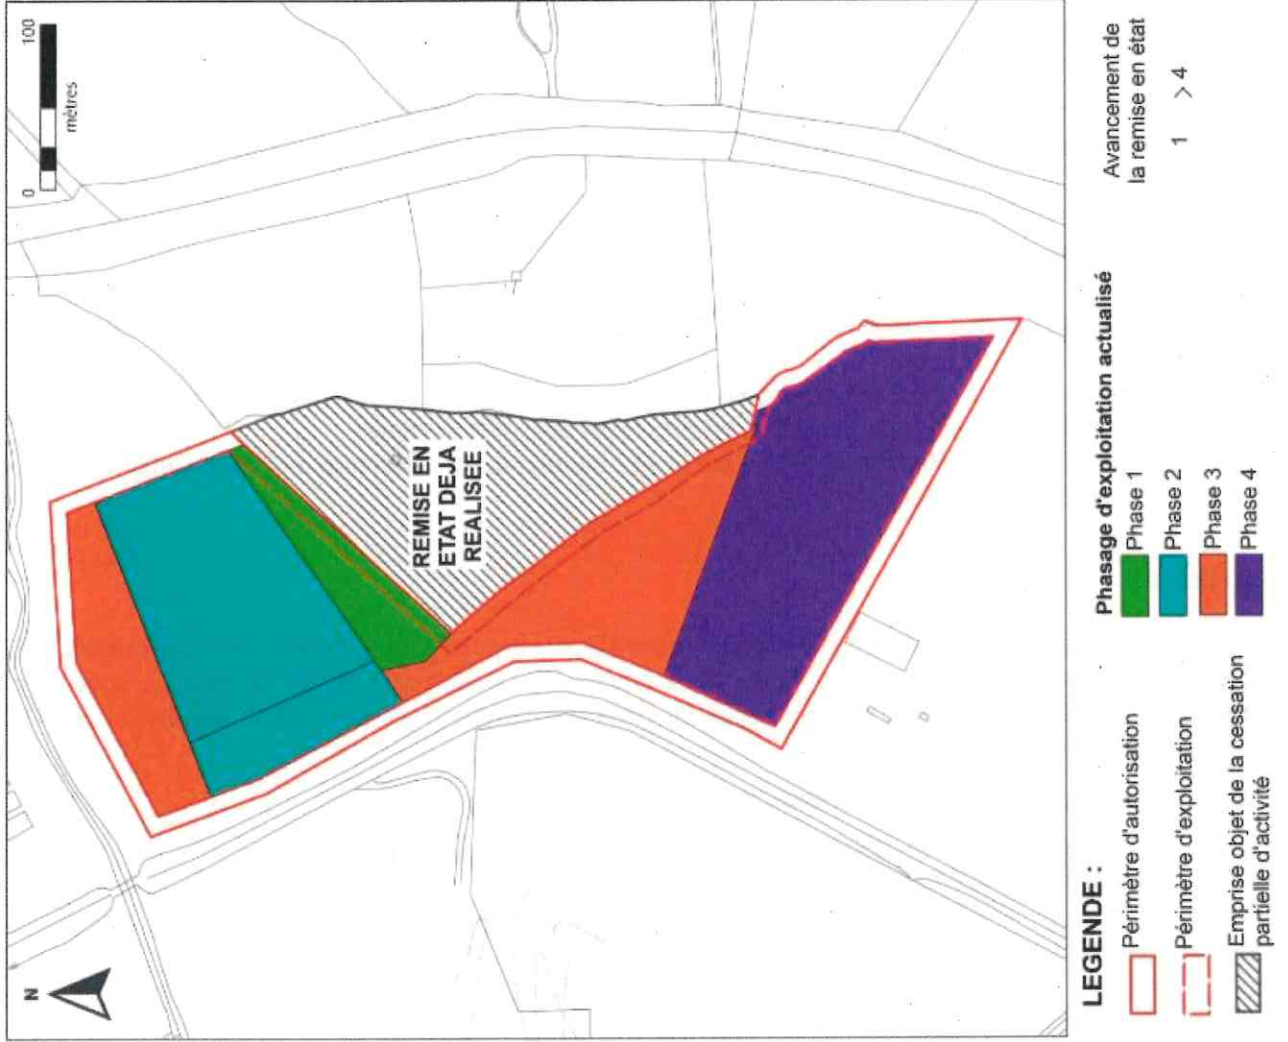 0 100
mètres
N
REMISE EN
ETAT DEJA
REALISEE
LEGENDE :
Périmètre d'autorisation
Périmètre d'exploitation
Emprise objet de la cessation
partielle d'activité
Phasage d'exploitation actualisé
Phase 1
Phase 2
Phase 3
Phase 4
Avancement de
la remise en état
1 > 4